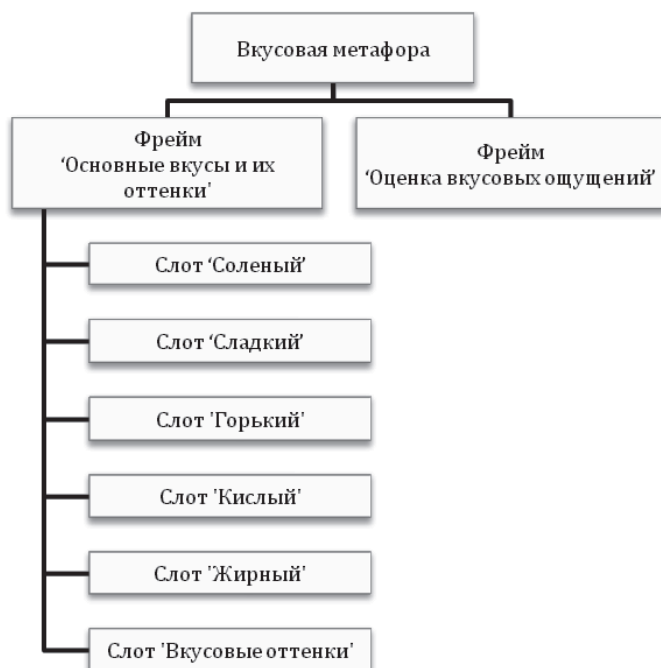 Вкусовая метафора
Фрейм
‘Основные вкусы и их
оттенки'
Фрейм
‘Оценка вкусовых ощущений’
Слот ‘Соленый’
Слот ‘Сладкий’
Слот 'Горький'
Слот 'Кислый'
Слот 'Жирный'
Слот 'Вкусовые оттенки'